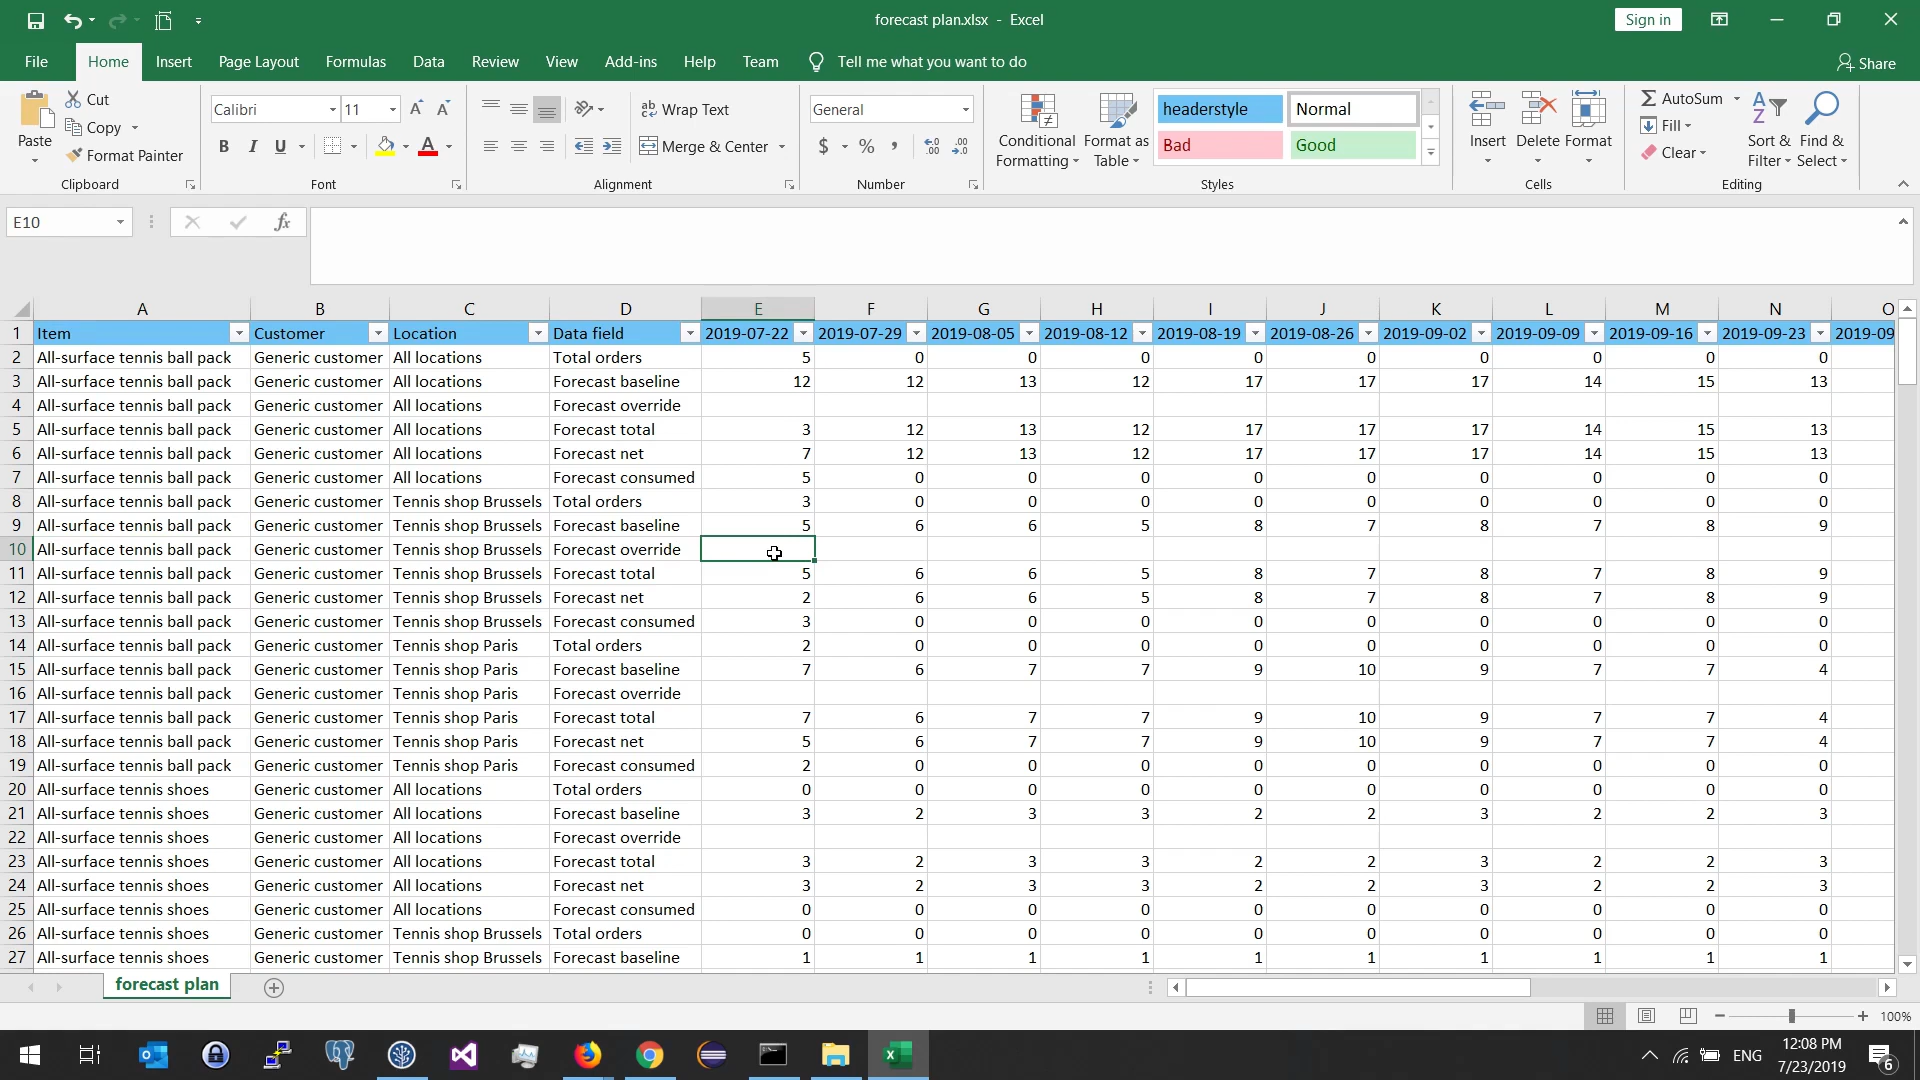 forecast plan.xlsx - Excel
Sign in
File Home Insert Page Layout Formulas Data Review View Add-ins Help Team Tell me what you want to do Share
Paste
Cut
Copy
Format Painter
Clipboard
Calibri 11
B I U
Font
Wrap Text
Merge & Center
Alignment
General
$ % ,
Number
Conditional Formatting
Format as Table
headerstyle Normal
Bad Good
Styles
Insert Delete Format
Cells
AutoSum
Fill
Clear
Sort & Filter
Find & Select
Editing
E10 fx
A B C D E F G H I J K L M N O
1 Item Customer Location Data field 2019-07-22 2019-07-29 2019-08-05 2019-08-12 2019-08-19 2019-08-26 2019-09-02 2019-09-09 2019-09-16 2019-09-23 2019-09
2 All-surface tennis ball pack Generic customer All locations Total orders 5 0 0 0 0 0 0 0 0 0
3 All-surface tennis ball pack Generic customer All locations Forecast baseline 12 12 13 12 17 17 17 14 15 13
4 All-surface tennis ball pack Generic customer All locations Forecast override
5 All-surface tennis ball pack Generic customer All locations Forecast total 3 12 13 12 17 17 17 14 15 13
6 All-surface tennis ball pack Generic customer All locations Forecast net 7 12 13 12 17 17 17 14 15 13
7 All-surface tennis ball pack Generic customer All locations Forecast consumed 5 0 0 0 0 0 0 0 0 0
8 All-surface tennis ball pack Generic customer Tennis shop Brussels Total orders 3 0 0 0 0 0 0 0 0 0
9 All-surface tennis ball pack Generic customer Tennis shop Brussels Forecast baseline 5 6 6 5 8 7 8 7 8 9
10 All-surface tennis ball pack Generic customer Tennis shop Brussels Forecast override
11 All-surface tennis ball pack Generic customer Tennis shop Brussels Forecast total 5 6 6 5 8 7 8 7 8 9
12 All-surface tennis ball pack Generic customer Tennis shop Brussels Forecast net 2 6 6 5 8 7 8 7 8 9
13 All-surface tennis ball pack Generic customer Tennis shop Brussels Forecast consumed 3 0 0 0 0 0 0 0 0 0
14 All-surface tennis ball pack Generic customer Tennis shop Paris Total orders 2 0 0 0 0 0 0 0 0 0
15 All-surface tennis ball pack Generic customer Tennis shop Paris Forecast baseline 7 6 7 7 9 10 9 7 7 4
16 All-surface tennis ball pack Generic customer Tennis shop Paris Forecast override
17 All-surface tennis ball pack Generic customer Tennis shop Paris Forecast total 7 6 7 7 9 10 9 7 7 4
18 All-surface tennis ball pack Generic customer Tennis shop Paris Forecast net 5 6 7 7 9 10 9 7 7 4
19 All-surface tennis ball pack Generic customer Tennis shop Paris Forecast consumed 2 0 0 0 0 0 0 0 0 0
20 All-surface tennis shoes Generic customer All locations Total orders 0 0 0 0 0 0 0 0 0 0
21 All-surface tennis shoes Generic customer All locations Forecast baseline 3 2 3 3 2 2 3 2 2 3
22 All-surface tennis shoes Generic customer All locations Forecast override
23 All-surface tennis shoes Generic customer All locations Forecast total 3 2 3 3 2 2 3 2 2 3
24 All-surface tennis shoes Generic customer All locations Forecast net 3 2 3 3 2 2 3 2 2 3
25 All-surface tennis shoes Generic customer All locations Forecast consumed 0 0 0 0 0 0 0 0 0 0
26 All-surface tennis shoes Generic customer Tennis shop Brussels Total orders 0 0 0 0 0 0 0 0 0 0
27 All-surface tennis shoes Generic customer Tennis shop Brussels Forecast baseline 1 1 1 1 1 1 1 1 1 1
forecast plan
100%
ENG
12:08 PM
7/23/2019
6